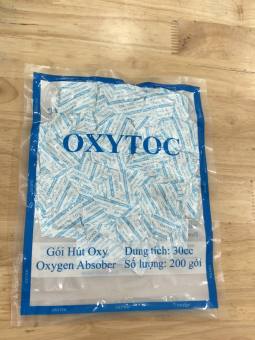 OXYTOC
Gói Hút Oxy Dung tích: 30cc
Oxygen Absober Số lượng: 200 gói